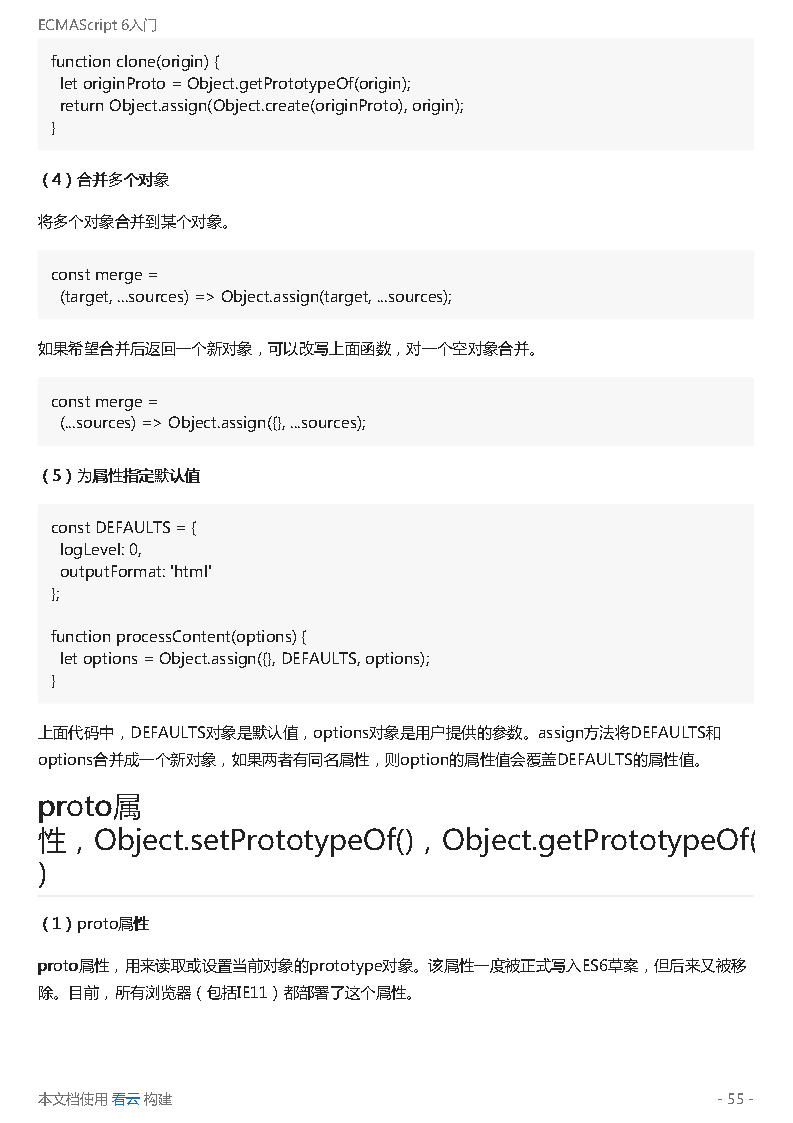 ECMAScript 6入门
function clone(origin) {
  let originProto = Object.getPrototypeOf(origin);
  return Object.assign(Object.create(originProto), origin);
}
（4）合并多个对象
将多个对象合并到某个对象。
const merge =
  (target, ...sources) => Object.assign(target, ...sources);
如果希望合并后返回一个新对象，可以改写上面函数，对一个空对象合并。
const merge =
  (...sources) => Object.assign({}, ...sources);
（5）为属性指定默认值
const DEFAULTS = {
  logLevel: 0,
  outputFormat: 'html'
};
function processContent(options) {
  let options = Object.assign({}, DEFAULTS, options);
}
上面代码中，DEFAULTS对象是默认值，options对象是用户提供的参数。assign方法将DEFAULTS和
options合并成一个新对象，如果两者有同名属性，则option的属性值会覆盖DEFAULTS的属性值。
proto属
性，Object.setPrototypeOf()，Object.getPrototypeOf(
)
（1）proto属性
proto属性，用来读取或设置当前对象的prototype对象。该属性一度被正式写入ES6草案，但后来又被移
除。目前，所有浏览器（包括IE11）都部署了这个属性。
本文档使用 看云 构建
- 55 -